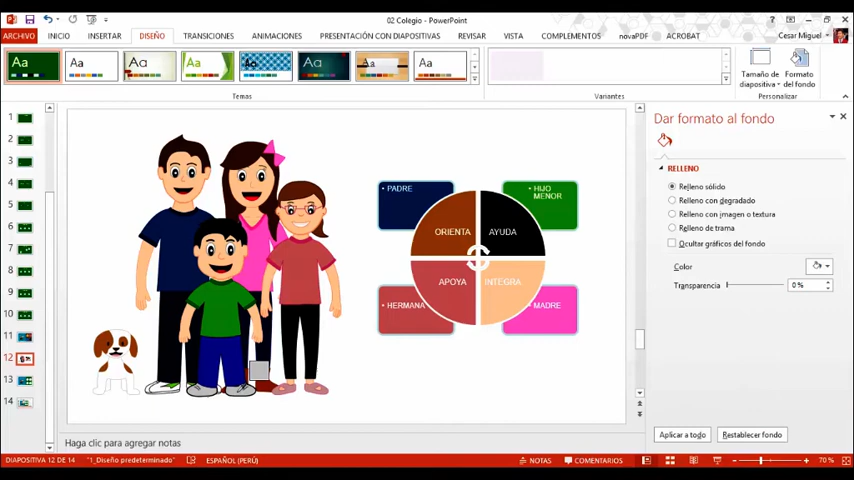 02 Colegio - PowerPoint
ARCHIVO INICIO INSERTAR DISEÑO TRANSICIONES ANIMACIONES PRESENTACIÓN CON DIAPOSITIVAS REVISAR VISTA COMPLEMENTOS novaPDF ACROBAT Cesar Miguel
Aa Aa Aa Aa Aa Aa Aa Aa
Tamaño de diapositiva
Formato del fondo
Temas Variantes Personalizar
Dar formato al fondo
RELLENO
Relleno sólido
Relleno con degradado
Relleno con imagen o textura
Relleno de trama
Ocultar gráficos del fondo
Color
Transparencia 0 %
Aplicar a todo Restablecer fondo
1
2
3
4
5
6
7
8
9
10
11
12
13
14
• PADRE
• HIJO
MENOR
ORIENTA AYUDA
APOYA INTEGRA
• HERMANA
• MADRE
Haga clic para agregar notas
DIAPOSITIVA 12 DE 14 "1_Diseño predeterminado" ESPAÑOL (PERÚ) NOTAS COMENTARIOS 70 %